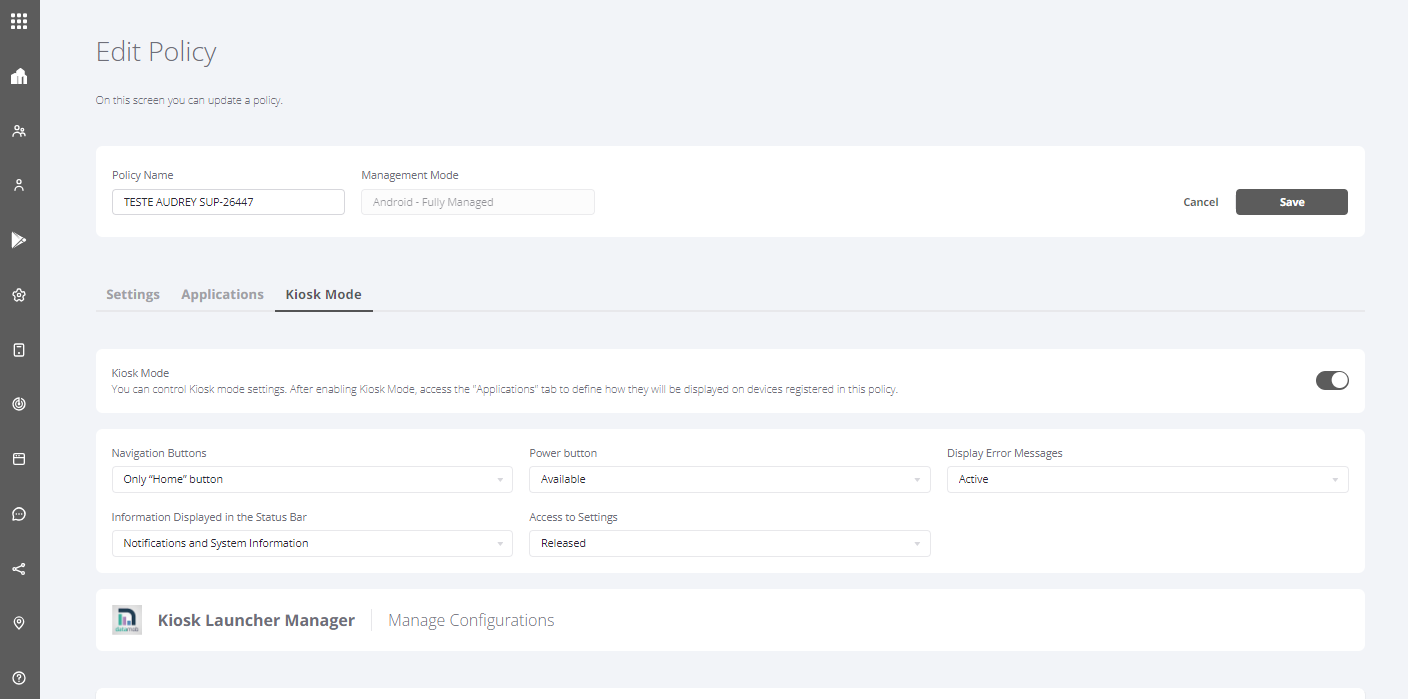 Edit Policy
On this screen you can update a policy.
Policy Name
Management Mode
TESTE AUDREY SUP-26447
Android - Fully Managed
Cancel
Save
Settings
Applications
Kiosk Mode
Kiosk Mode
You can control Kiosk mode settings. After enabling Kiosk Mode, access the "Applications" tab to define how they will be displayed on devices registered in this policy.
Navigation Buttons
Power button
Display Error Messages
Only “Home” button
Available
Active
Information Displayed in the Status Bar
Access to Settings
Notifications and System Information
Released
Kiosk Launcher Manager
Manage Configurations